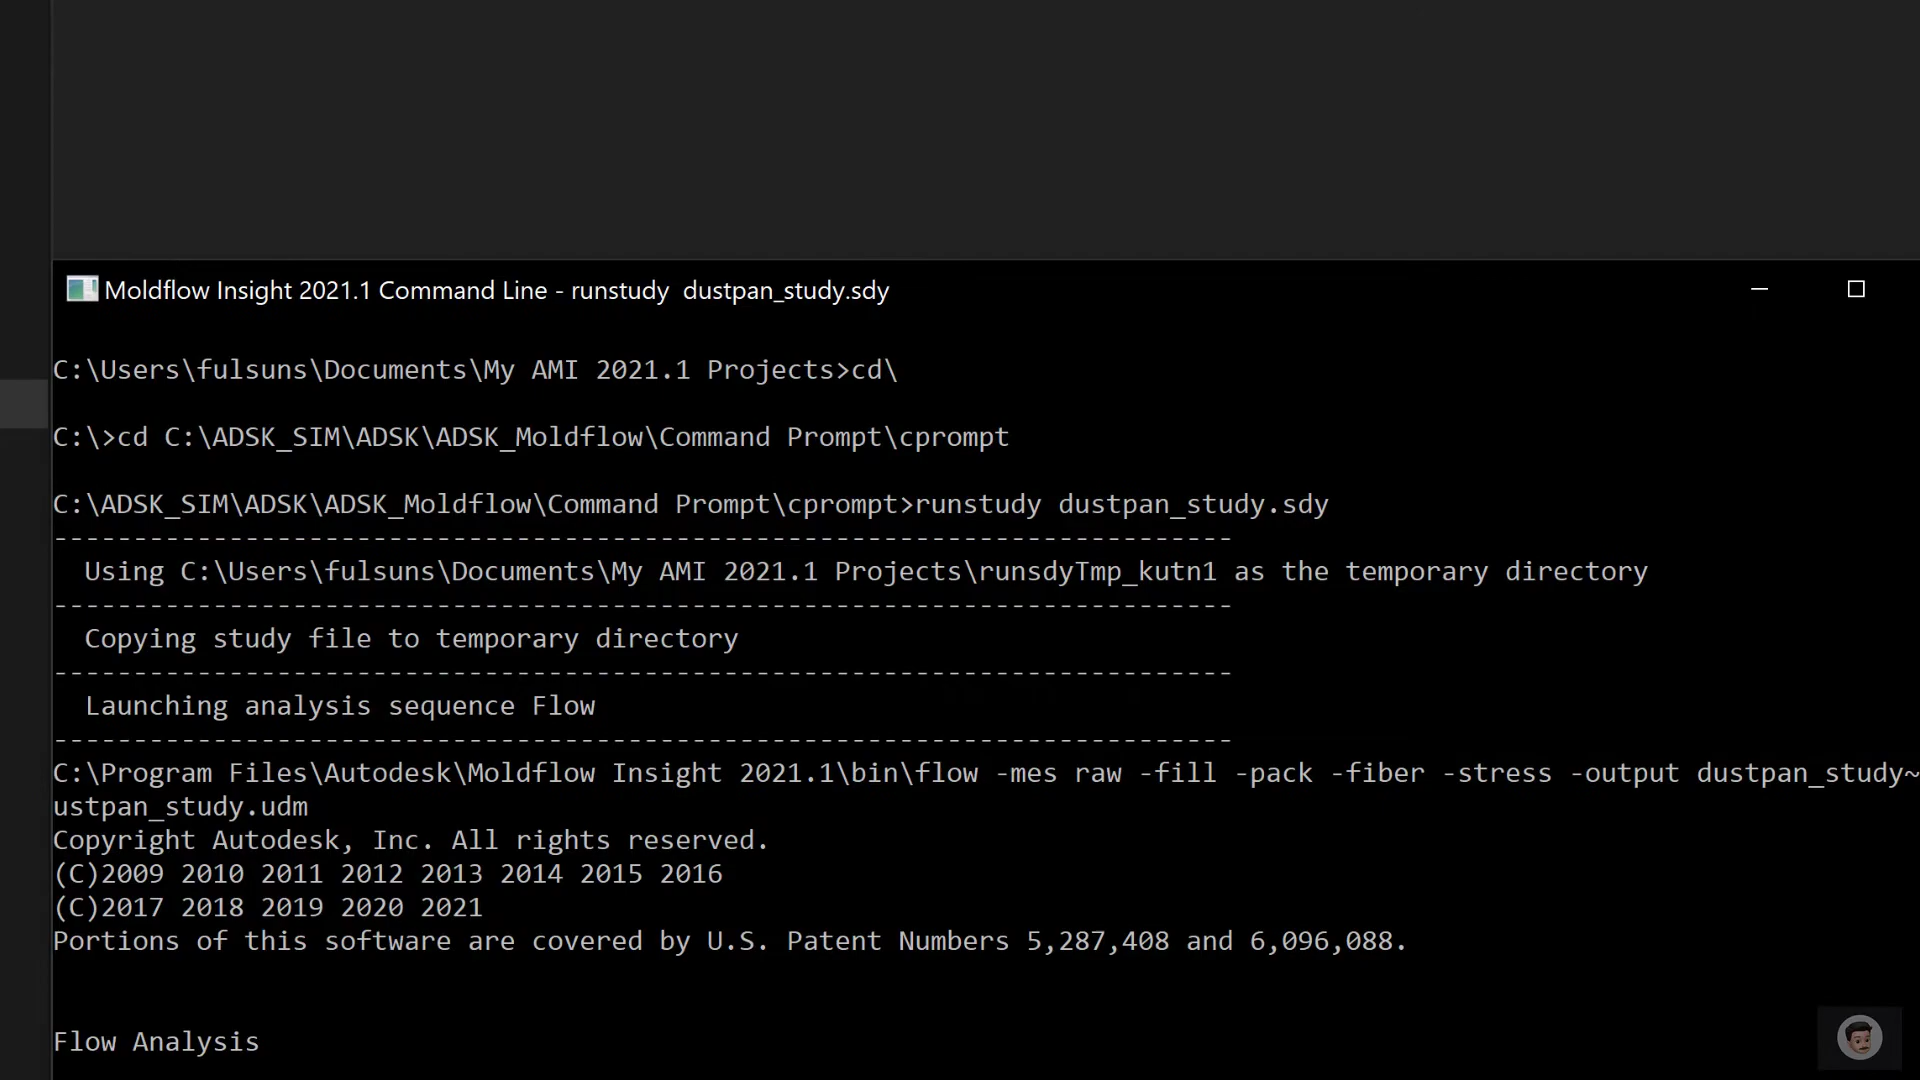 Moldflow Insight 2021.1 Command Line - runstudy  dustpan_study.sdy
C:\Users\fulsuns\Documents\My AMI 2021.1 Projects>cd\
C:\>cd C:\ADSK_SIM\ADSK\ADSK_Moldflow\Command Prompt\cprompt
C:\ADSK_SIM\ADSK\ADSK_Moldflow\Command Prompt\cprompt>runstudy dustpan_study.sdy
--------------------------------------------------------------------------
  Using C:\Users\fulsuns\Documents\My AMI 2021.1 Projects\runsdyTmp_kutn1 as the temporary directory
--------------------------------------------------------------------------
  Copying study file to temporary directory
--------------------------------------------------------------------------
  Launching analysis sequence Flow
--------------------------------------------------------------------------
C:\Program Files\Autodesk\Moldflow Insight 2021.1\bin\flow -mes raw -fill -pack -fiber -stress -output dustpan_study~
ustpan_study.udm
Copyright Autodesk, Inc. All rights reserved.
(C)2009 2010 2011 2012 2013 2014 2015 2016
(C)2017 2018 2019 2020 2021
Portions of this software are covered by U.S. Patent Numbers 5,287,408 and 6,096,088.
Flow Analysis